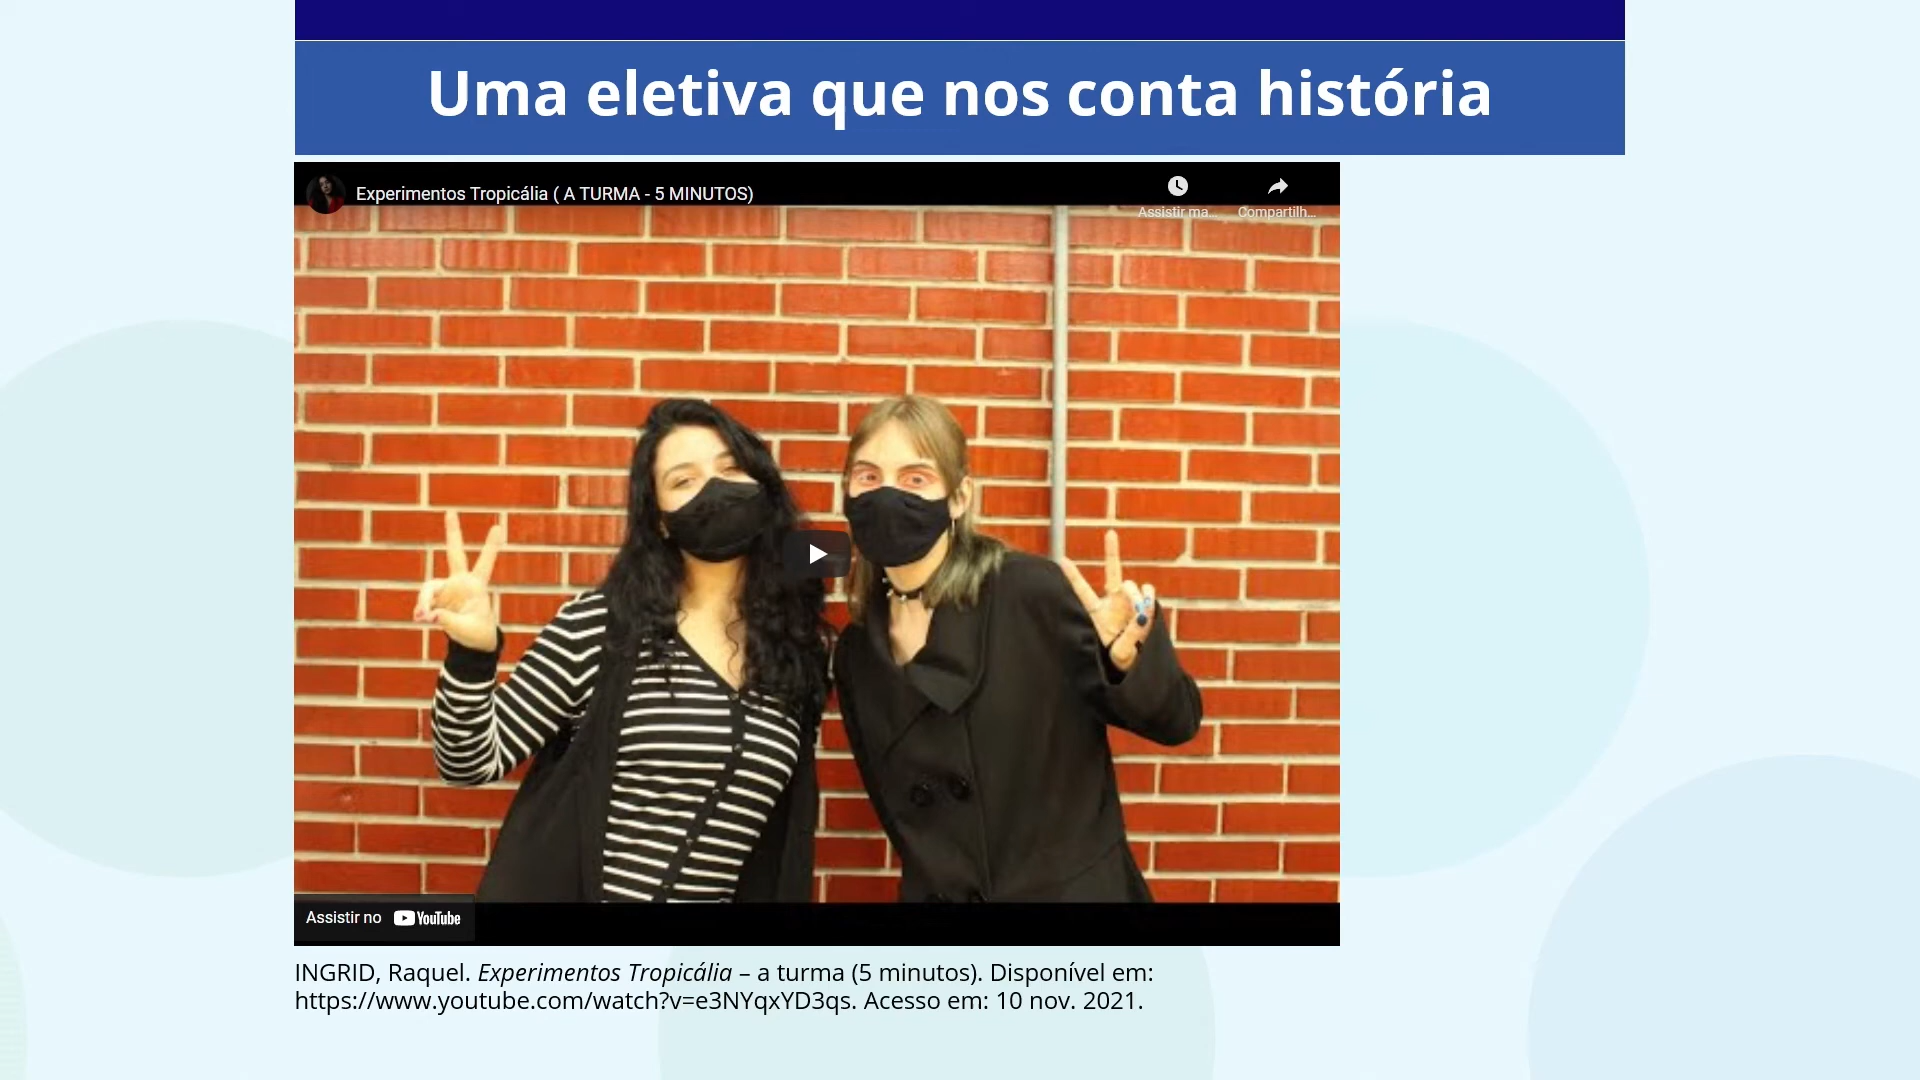 Uma eletiva que nos conta história
Experimentos Tropicália ( A TURMA - 5 MINUTOS)
Assistir ma...
Compartilh...
Assistir no YouTube
INGRID, Raquel. Experimentos Tropicália – a turma (5 minutos). Disponível em:
https://www.youtube.com/watch?v=e3NYqxYD3qs. Acesso em: 10 nov. 2021.